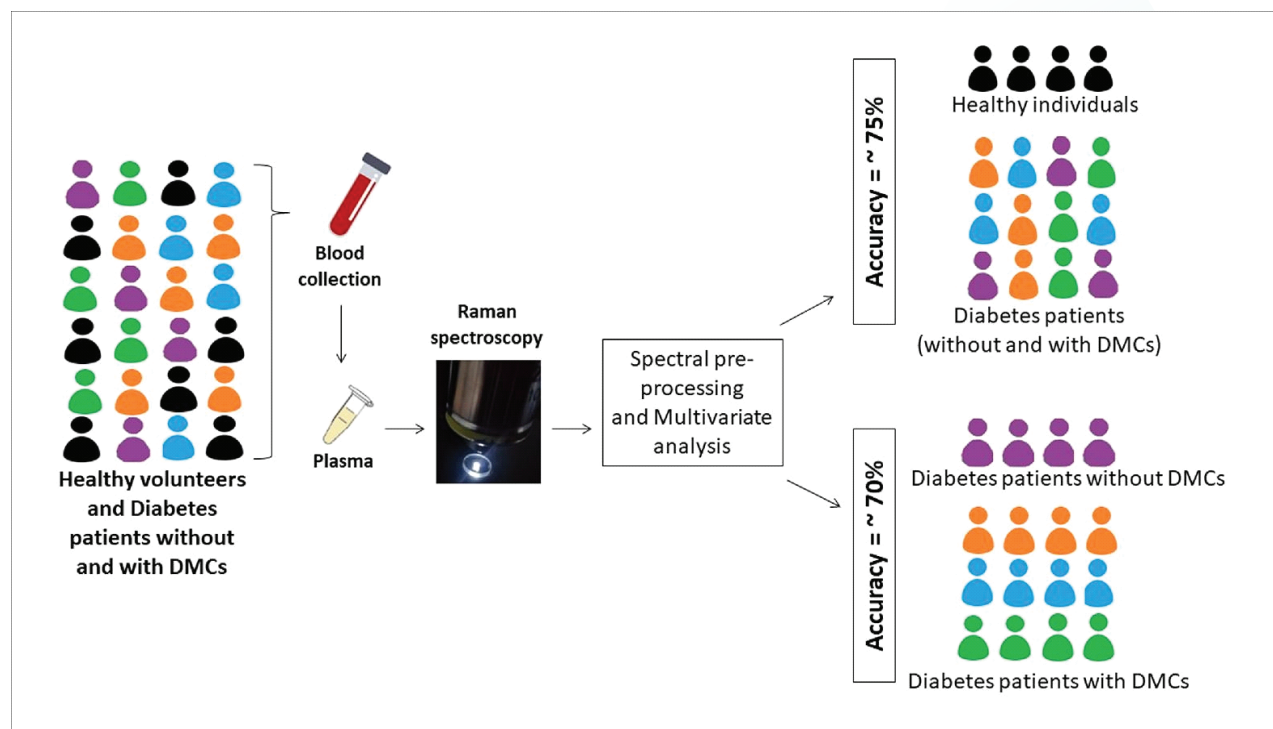 Healthy volunteers
and Diabetes
patients without
and with DMCs
Blood
collection
Plasma
Raman
spectroscopy
Spectral pre-
processing
and Multivariate
analysis
Accuracy = ~ 75%
Healthy individuals
Diabetes patients
(without and with DMCs)
Accuracy = ~ 70%
Diabetes patients without DMCs
Diabetes patients with DMCs